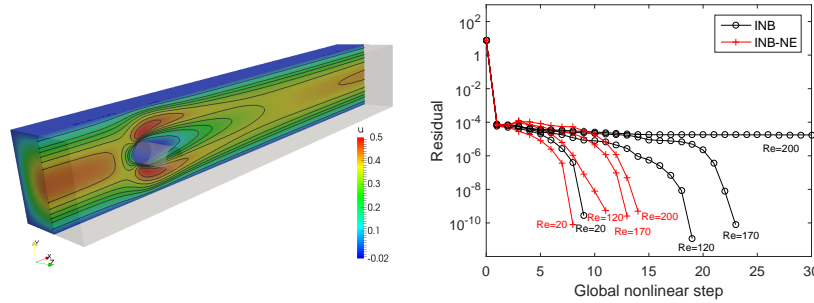 u
0.5
0.4
0.3
0.2
0.1
-0.02
Y
X
Z
Residual
10^2
1
10^-2
10^-4
10^-6
10^-8
10^-10
INB
INB-NE
Re=200
Re=20
Re=20
Re=120
Re=170
Re=200
Re=120
Re=170
0 5 10 15 20 25 30
Global nonlinear step